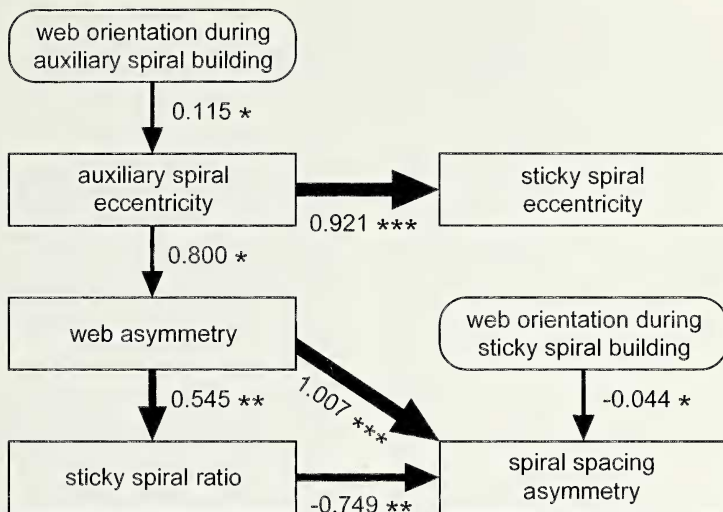 web orientation during
auxiliary spiral building
0.115 *
auxiliary spiral
eccentricity
0.921 ***
sticky spiral
eccentricity
0.800 *
web asymmetry
web orientation during
sticky spiral building
0.545 **
1.007 ***
-0.044 *
sticky spiral ratio
-0.749 **
spiral spacing
asymmetry